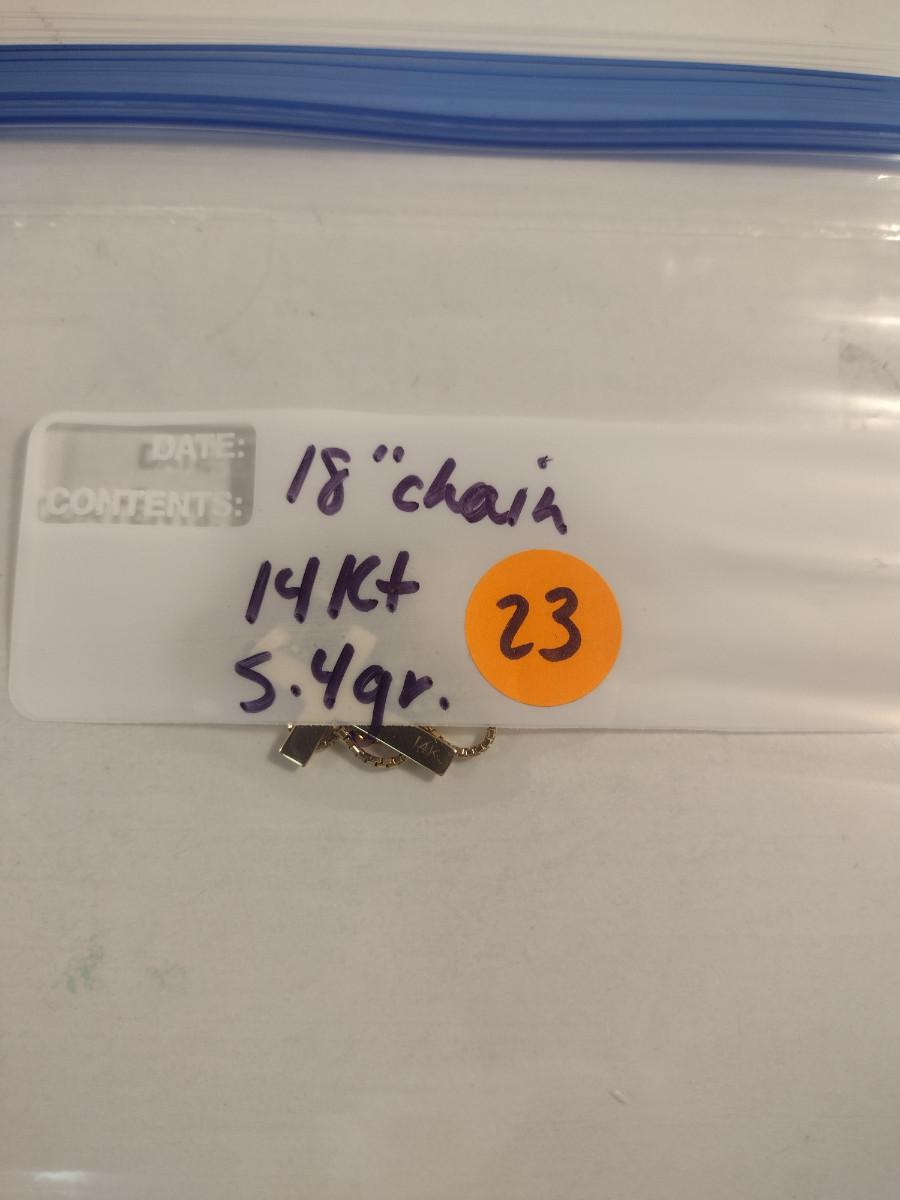 DATE:
CONTENTS:
18" chain
14Kt
5.4gr.
23
14K